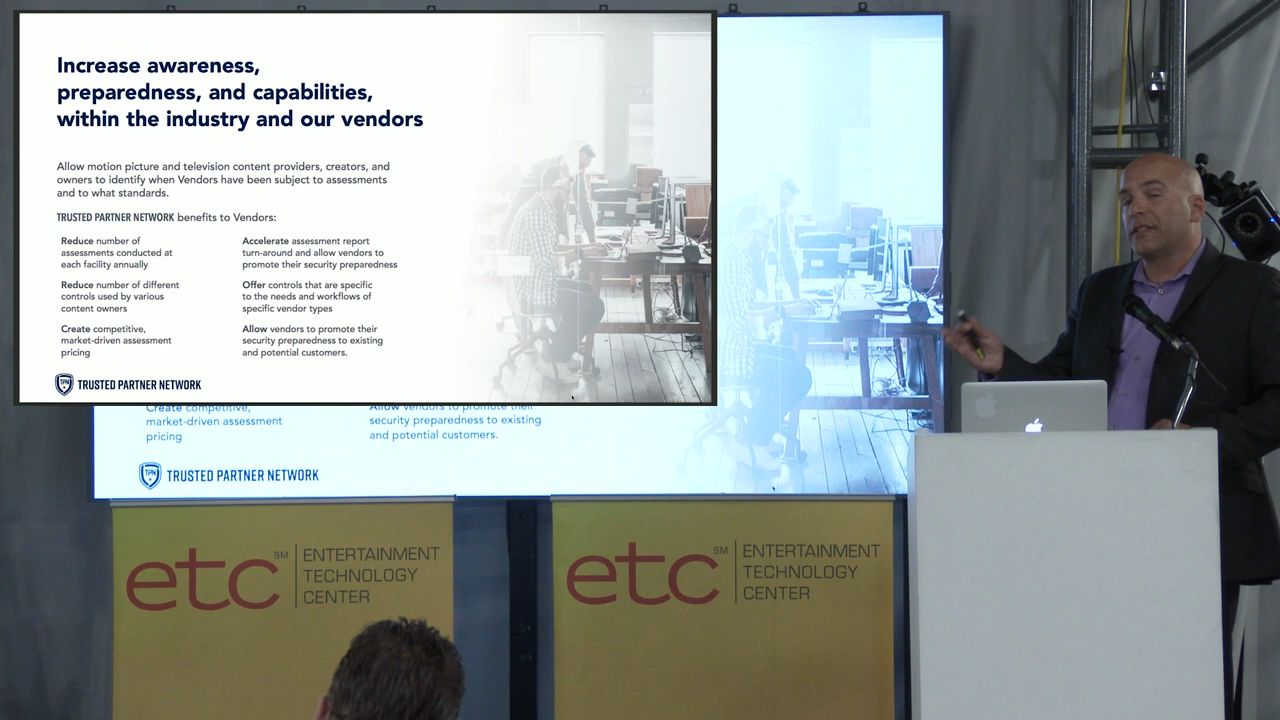 Increase awareness,
preparedness, and capabilities,
within the industry and our vendors
Allow motion picture and television content providers, creators, and
owners to identify when Vendors have been subject to assessments
and to what standards.
TRUSTED PARTNER NETWORK benefits to Vendors:
Reduce number of
assessments conducted at
each facility annually
Reduce number of different
controls used by various
content owners
Create competitive,
market-driven assessment
pricing
Accelerate assessment report
turn-around and allow vendors to
promote their security preparedness
Offer controls that are specific
to the needs and workflows of
specific vendor types
Allow vendors to promote their
security preparedness to existing
and potential customers.
TPN TRUSTED PARTNER NETWORK
Create competitive,
market-driven assessment
pricing
Allow vendors to promote their
security preparedness to existing
and potential customers.
TPN TRUSTED PARTNER NETWORK
etc SM ENTERTAINMENT
TECHNOLOGY
CENTER
etc SM ENTERTAINMENT
TECHNOLOGY
CENTER